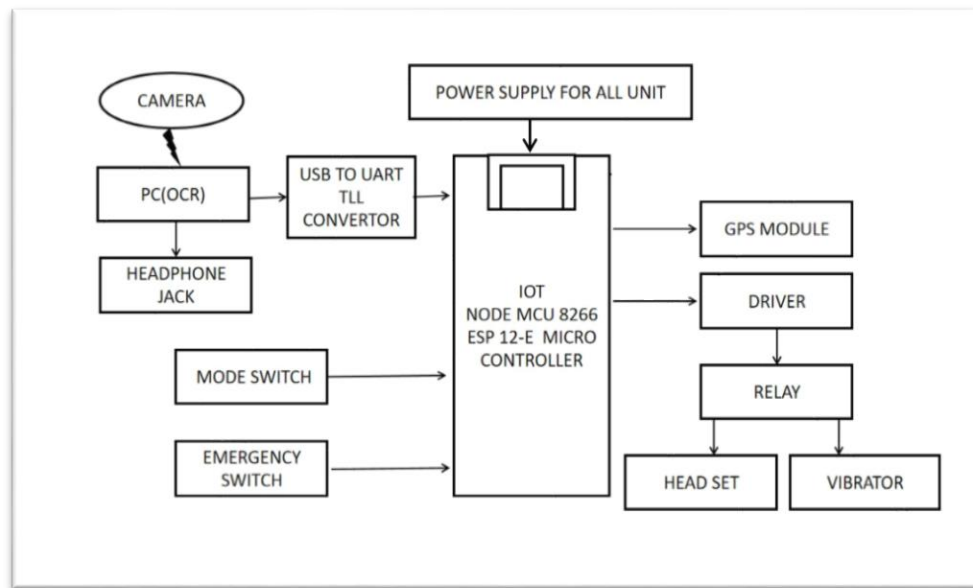 CAMERA
POWER SUPPLY FOR ALL UNIT
PC(OCR)
USB TO UART
TLL
CONVERTOR
GPS MODULE
HEADPHONE
JACK
IOT
NODE MCU 8266
ESP 12-E MICRO
CONTROLLER
DRIVER
MODE SWITCH
RELAY
EMERGENCY
SWITCH
HEAD SET
VIBRATOR